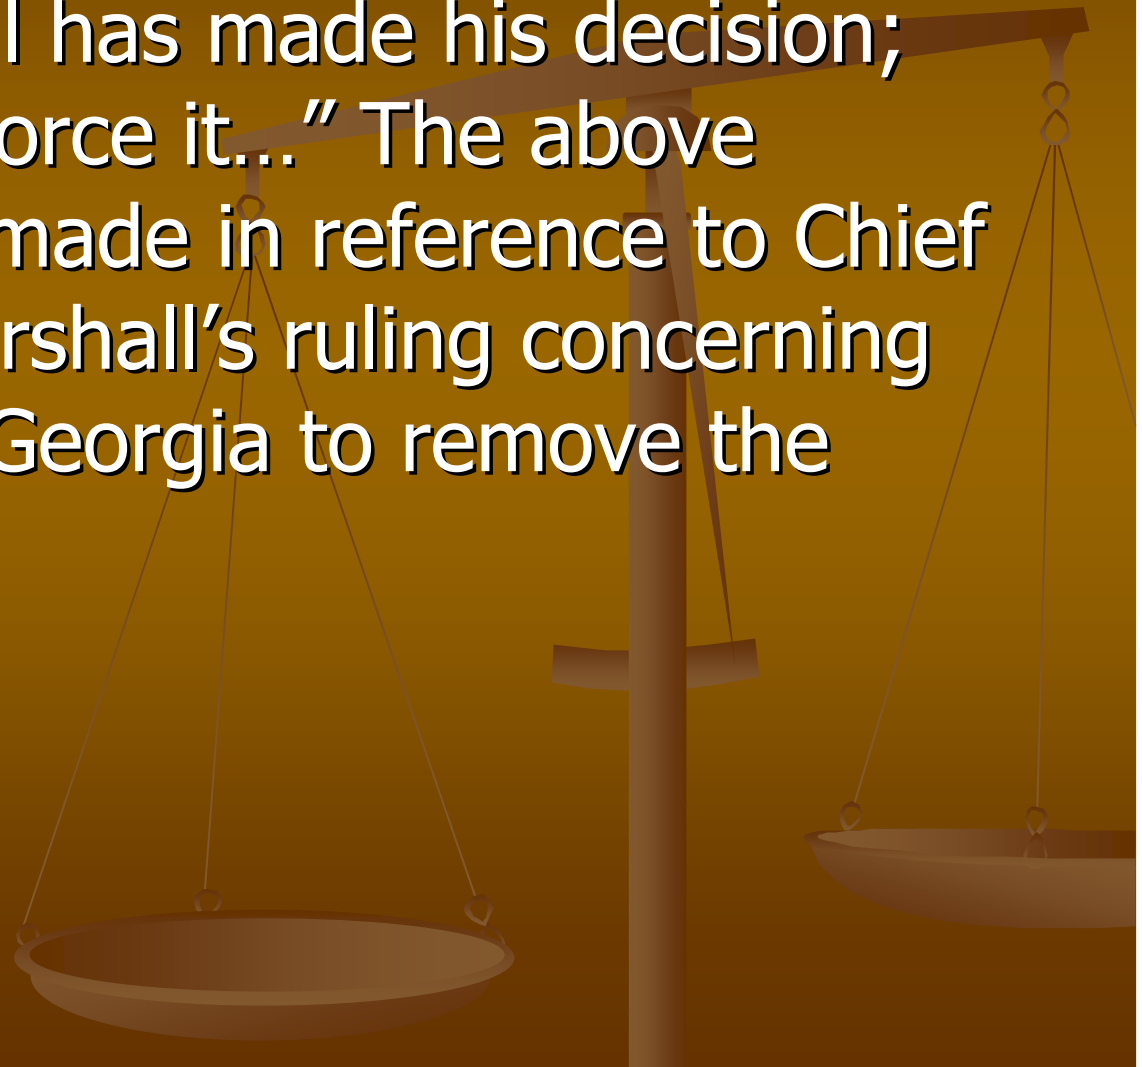 l has made his decision;
orce it…” The above
made in reference to Chief
rshall’s ruling concerning
Georgia to remove the